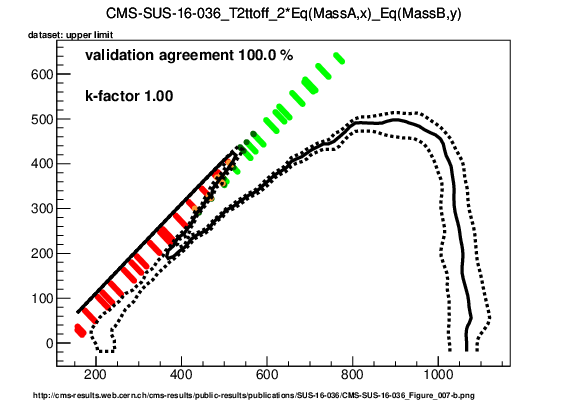 CMS-SUS-16-036_T2ttoff_2*Eq(MassA,x)_Eq(MassB,y)
dataset: upper limit
validation agreement 100.0 %
k-factor 1.00
600
500
400
300
200
100
0
200 400 600 800 1000
http://cms-results.web.cern.ch/cms-results/public-results/publications/SUS-16-036/CMS-SUS-16-036_Figure_007-b.png